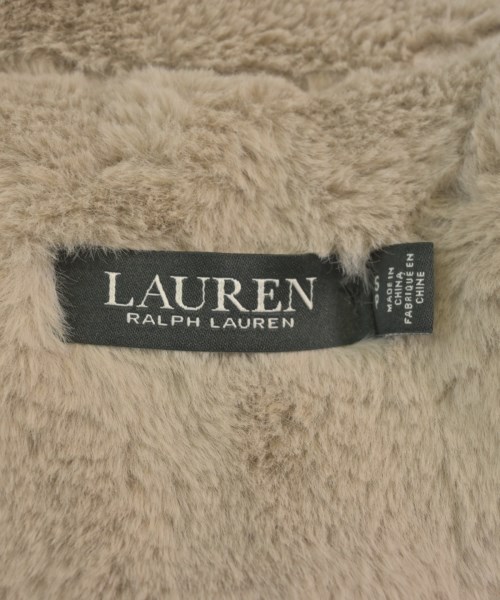 LAUREN
RALPH LAUREN
MADE IN
CHINA
FABRIQUE EN
CHINE